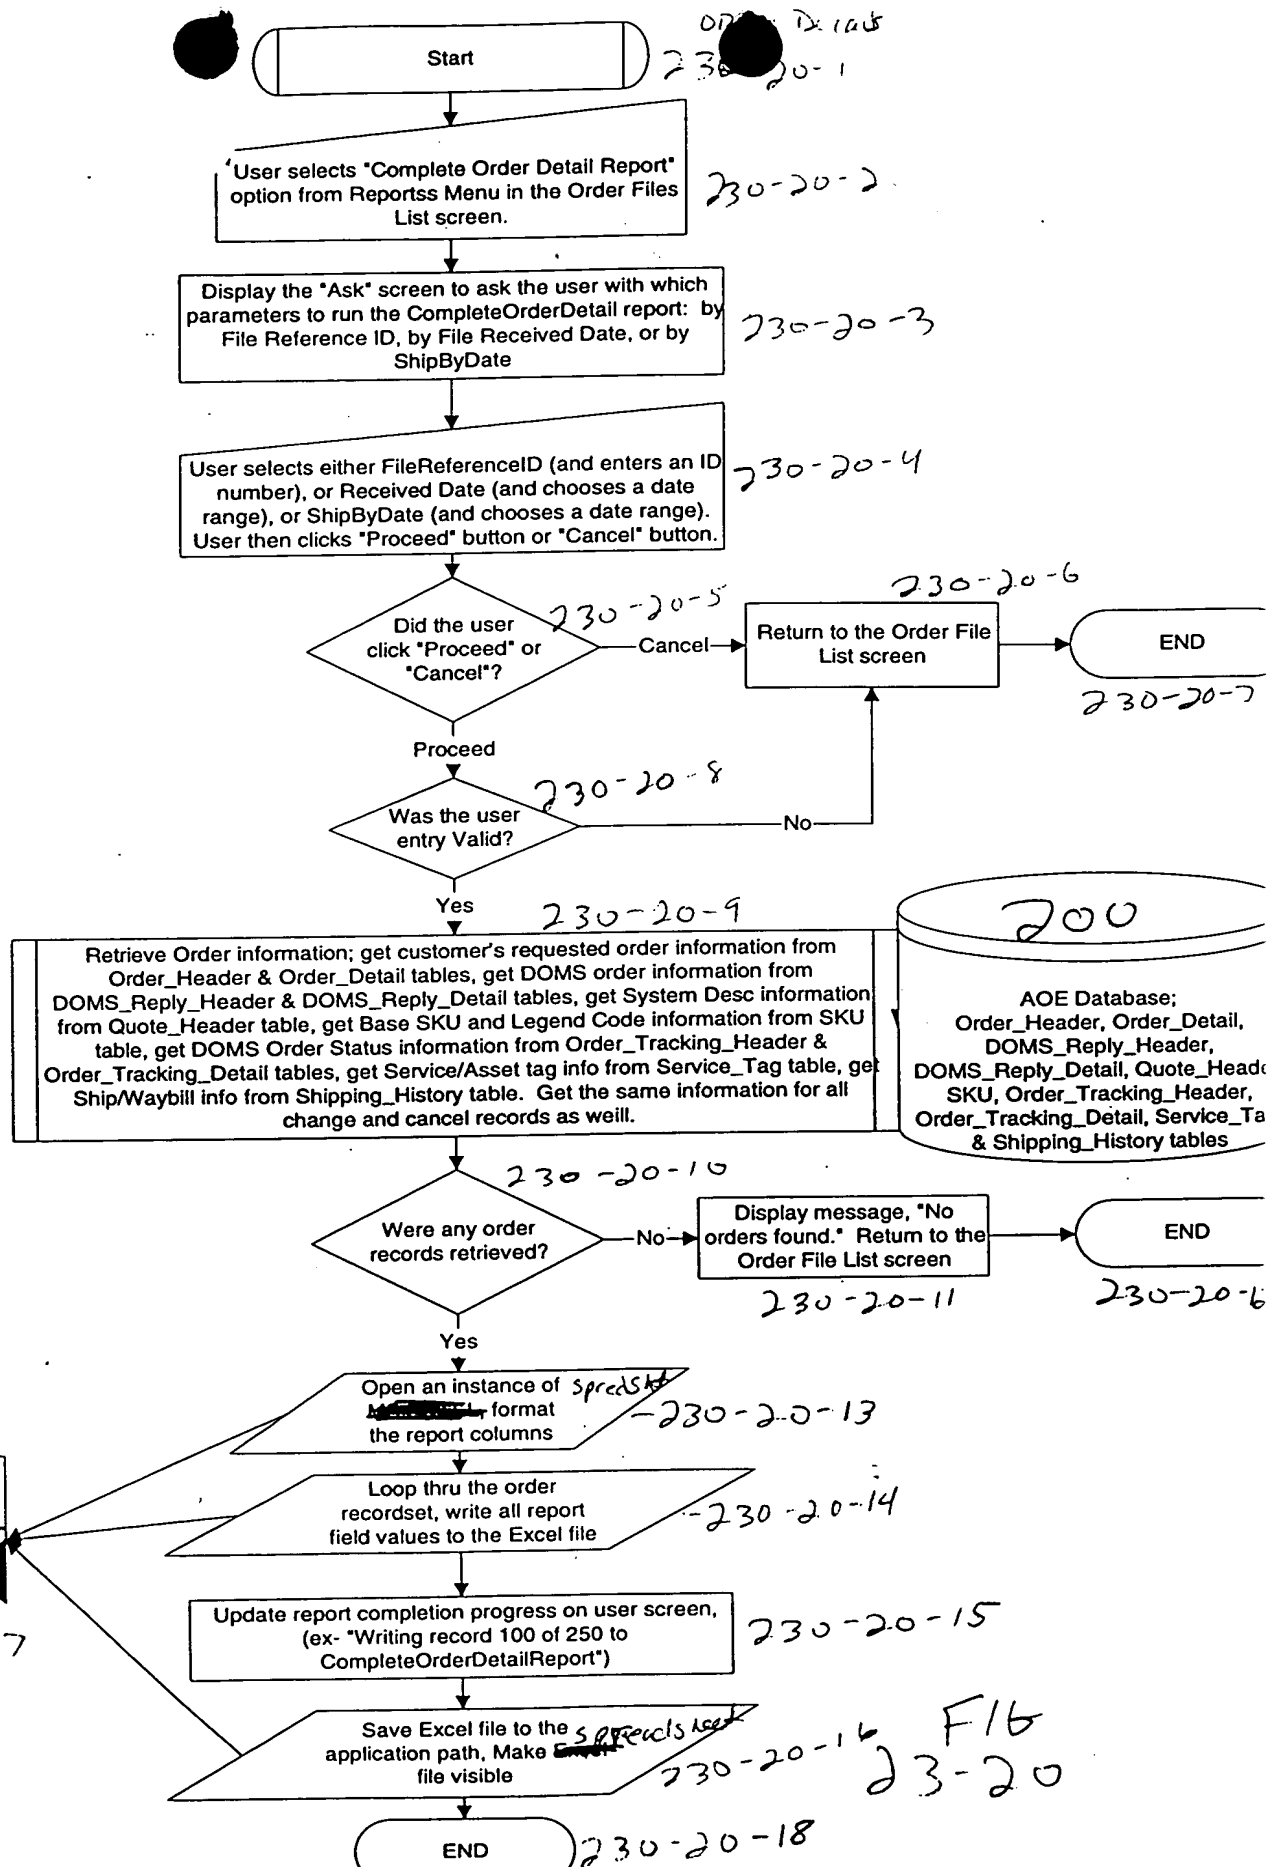 Start
230-20-1
User selects "Complete Order Detail Report"
option from Reportss Menu in the Order Files
List screen.
230-20-2
Display the "Ask" screen to ask the user with which
parameters to run the CompleteOrderDetail report: by
File Reference ID, by File Received Date, or by
ShipByDate
230-20-3
User selects either FileReferenceID (and enters an ID
number), or Received Date (and chooses a date
range), or ShipByDate (and chooses a date range).
User then clicks "Proceed" button or "Cancel" button.
230-20-4
Did the user
click "Proceed" or
"Cancel"?
230-20-5
Cancel
230-20-6
Return to the Order File
List screen
END
230-20-7
Proceed
230-20-8
Was the user
entry Valid?
No
Yes
230-20-9
Retrieve Order information; get customer's requested order information from
Order_Header & Order_Detail tables, get DOMS order information from
DOMS_Reply_Header & DOMS_Reply_Detail tables, get System Desc information
from Quote_Header table, get Base SKU and Legend Code information from SKU
table, get DOMS Order Status information from Order_Tracking_Header &
Order_Tracking_Detail tables, get Service/Asset tag info from Service_Tag table, get
Ship/Waybill info from Shipping_History table. Get the same information for all
change and cancel records as weill.
200
AOE Database;
Order_Header, Order_Detail,
DOMS_Reply_Header,
DOMS_Reply_Detail, Quote_Heade
SKU, Order_Tracking_Header,
Order_Tracking_Detail, Service_Ta
& Shipping_History tables
230-20-10
Were any order
records retrieved?
No
Display message, "No
orders found." Return to the
Order File List screen
230-20-11
END
230-20-6
Yes
Open an instance of
format
the report columns
230-20-13
Loop thru the order
recordset, write all report
field values to the Excel file
230-20-14
Update report completion progress on user screen,
(ex- "Writing record 100 of 250 to
CompleteOrderDetailReport")
230-20-15
7
Save Excel file to the spreadsheet
application path, Make
file visible
230-20-16
FIG
23-20
END
230-20-18